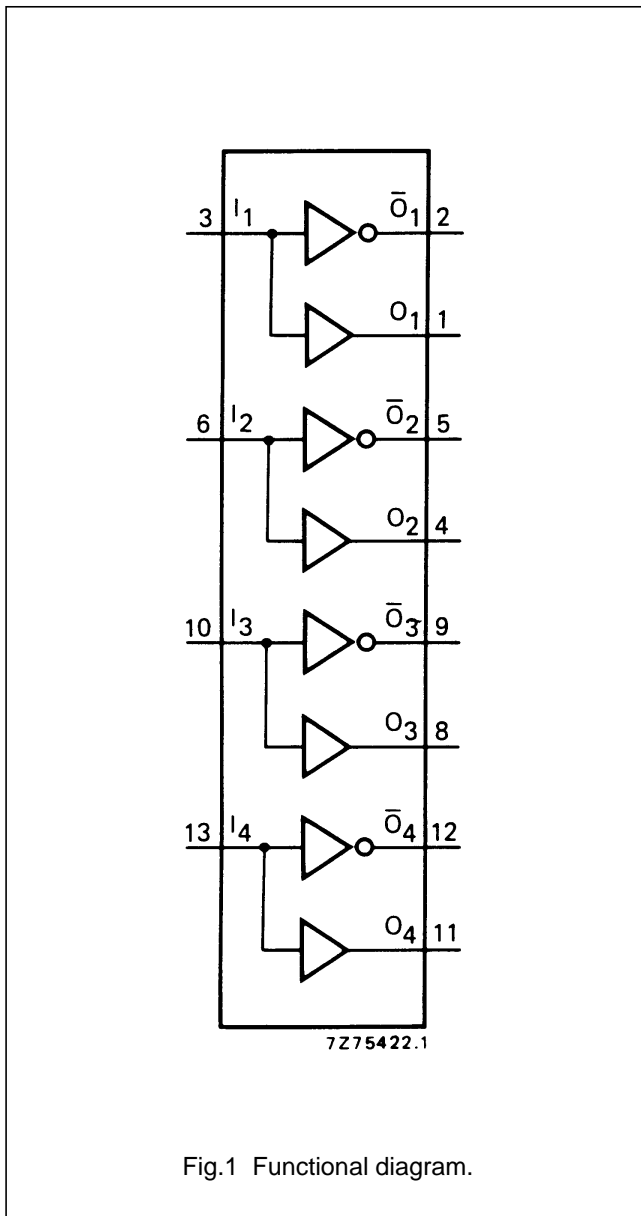 3 I1 Ō1 2
O1 1
6 I2 Ō2 5
O2 4
10 I3 Ō3 9
O3 8
13 I4 Ō4 12
O4 11
7Z75422.1
Fig.1 Functional diagram.